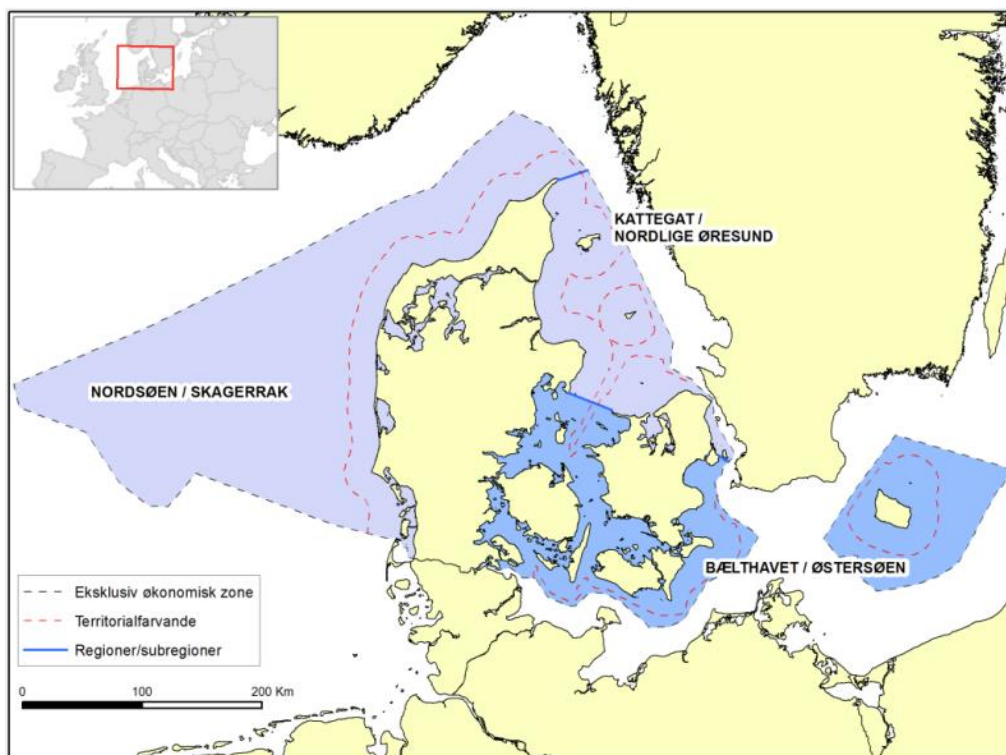 KATTEGAT /
NORDLIGE ØRESUND
NORDSØEN / SKAGERRAK
BÆLTHAVET / ØSTERSØEN
Eksklusiv økonomisk zone
Territorialfarvande
Regioner/subregioner
0 100 200 Km